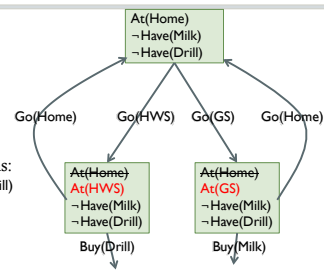 At(Home)
¬Have(Milk)
¬Have(Drill)
Go(Home)
Go(HWS)
Go(GS)
Go(Home)
s:
ill)
At(Home)
At(HWS)
¬Have(Milk)
¬Have(Drill)
At(Home)
At(GS)
¬Have(Milk)
¬Have(Drill)
Buy(Drill)
Buy(Milk)